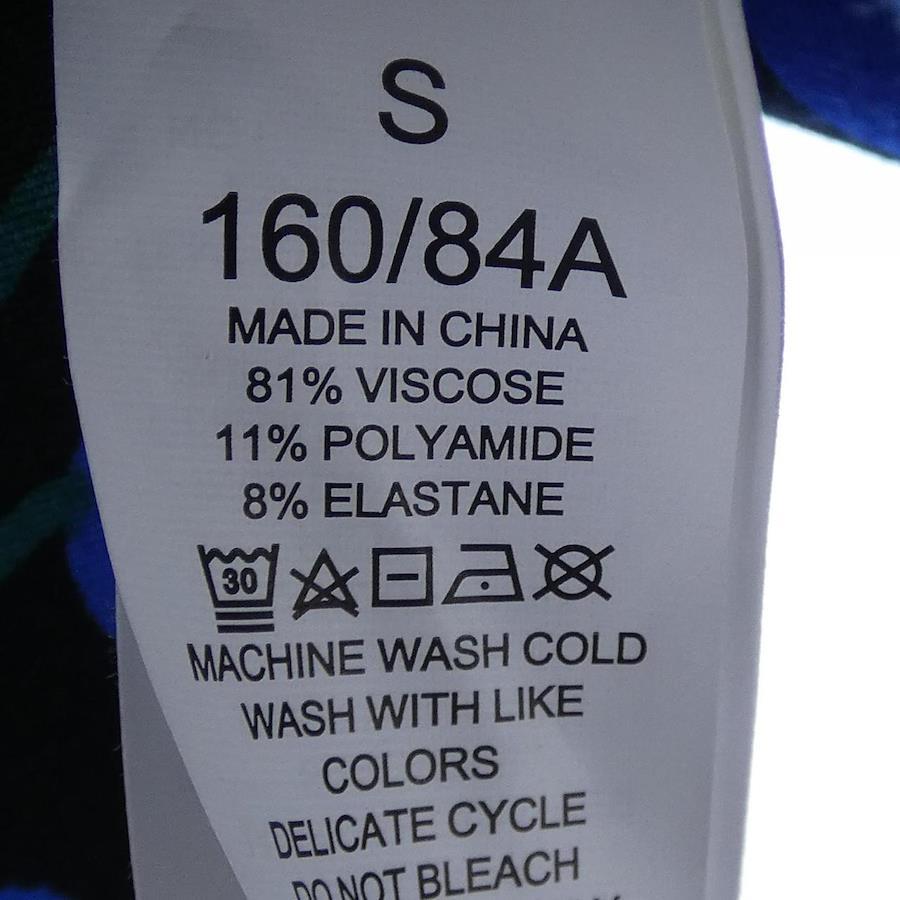 S
160/84A
MADE IN CHINA
81% VISCOSE
11% POLYAMIDE
8% ELASTANE
30
MACHINE WASH COLD
WASH WITH LIKE
COLORS
DELICATE CYCLE
DO NOT BLEACH